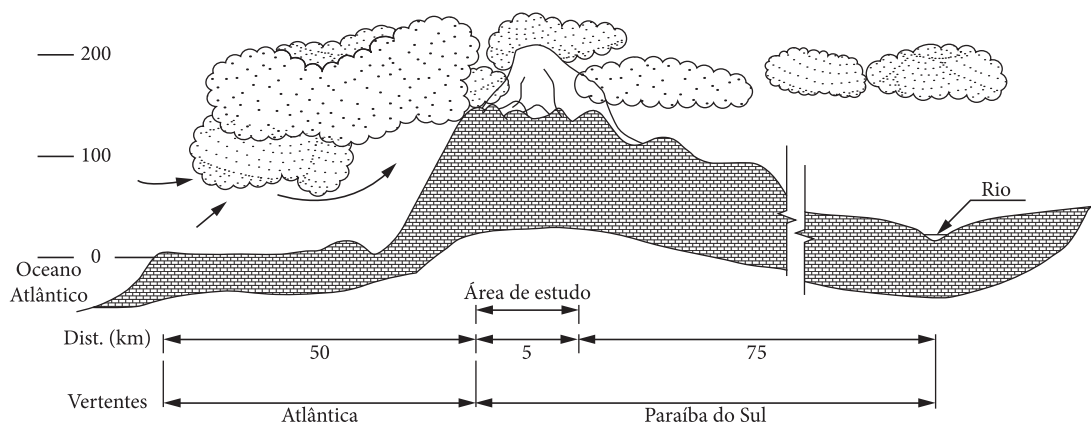 200
100
Rio
0
Oceano
Atlântico
Área de estudo
Dist. (km)
50
5
75
Vertentes
Atlântica
Paraíba do Sul